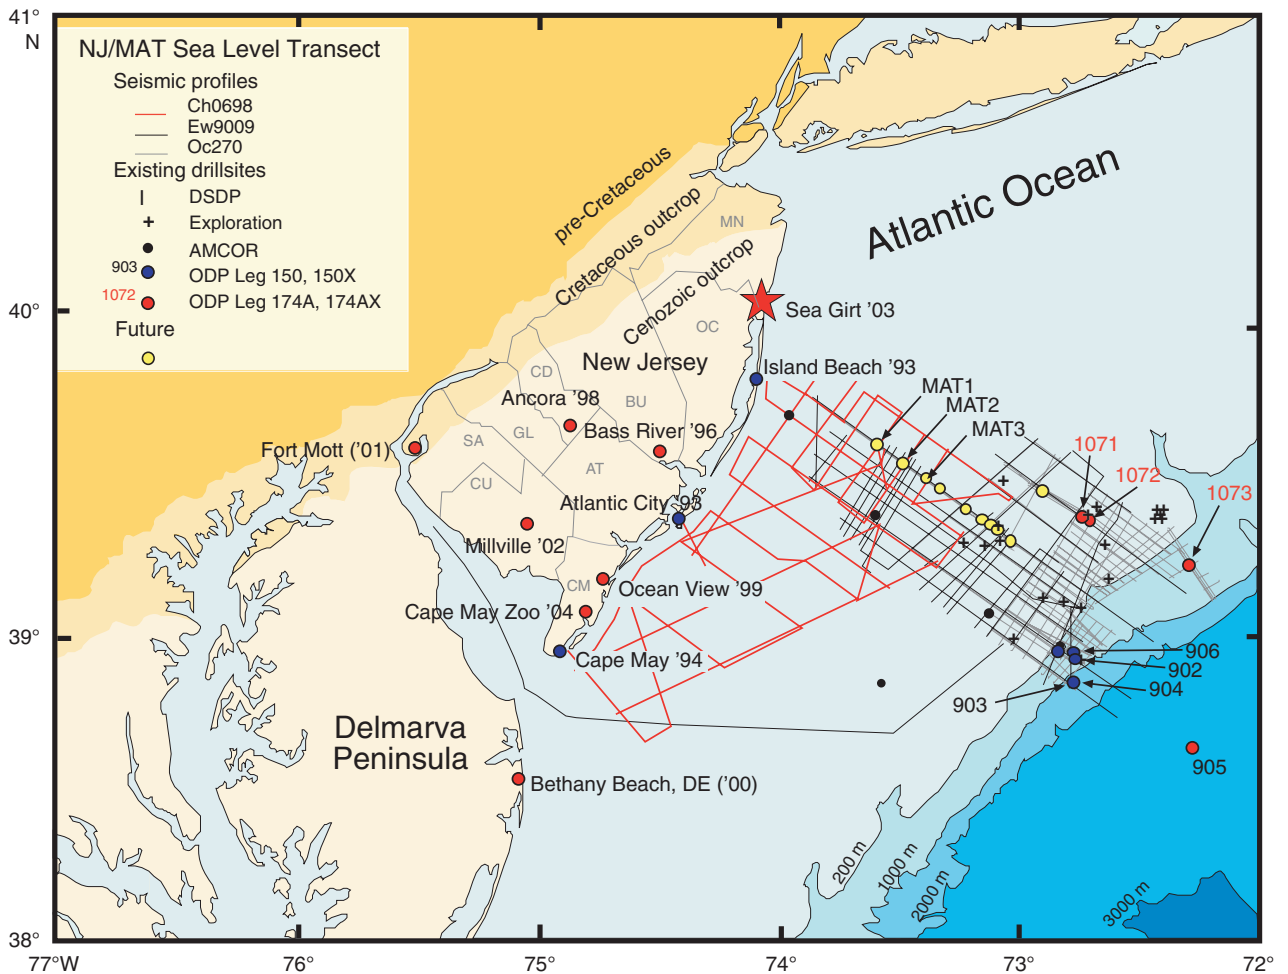 41°
N
NJ/MAT Sea Level Transect
Seismic profiles
Ch0698
Ew9009
Oc270
Existing drillsites
DSDP
Exploration
AMCOR
903
ODP Leg 150, 150X
1072
ODP Leg 174A, 174AX
Future
pre-Cretaceous
Cretaceous outcrop
Cenozoic outcrop
MN
Atlantic Ocean
40°
Sea Girt '03
OC
New Jersey
Island Beach '93
CD
MAT1
Ancora '98
BU
MAT2
Bass River '96
MAT3
GL
SA
Fort Mott ('01)
1071
AT
1072
CU
1073
Atlantic City '93
Millville '02
CM
Ocean View '99
Cape May Zoo '04
39°
Cape May '94
906
902
904
903
Delmarva
Peninsula
905
Bethany Beach, DE ('00)
200 m
1000 m
2000 m
3000 m
38°
77°W
76°
75°
74°
73°
72°